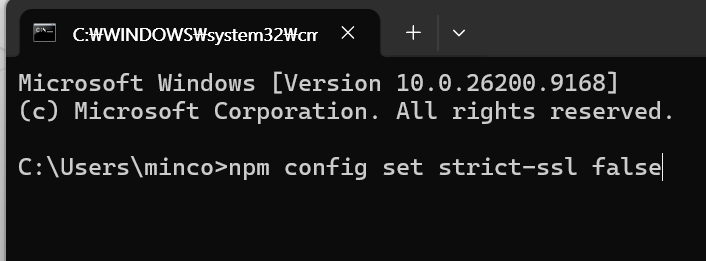 C:₩WINDOWS₩system32₩cm
Microsoft Windows [Version 10.0.26200.9168]
(c) Microsoft Corporation. All rights reserved.
C:\Users\minco>npm config set strict-ssl false